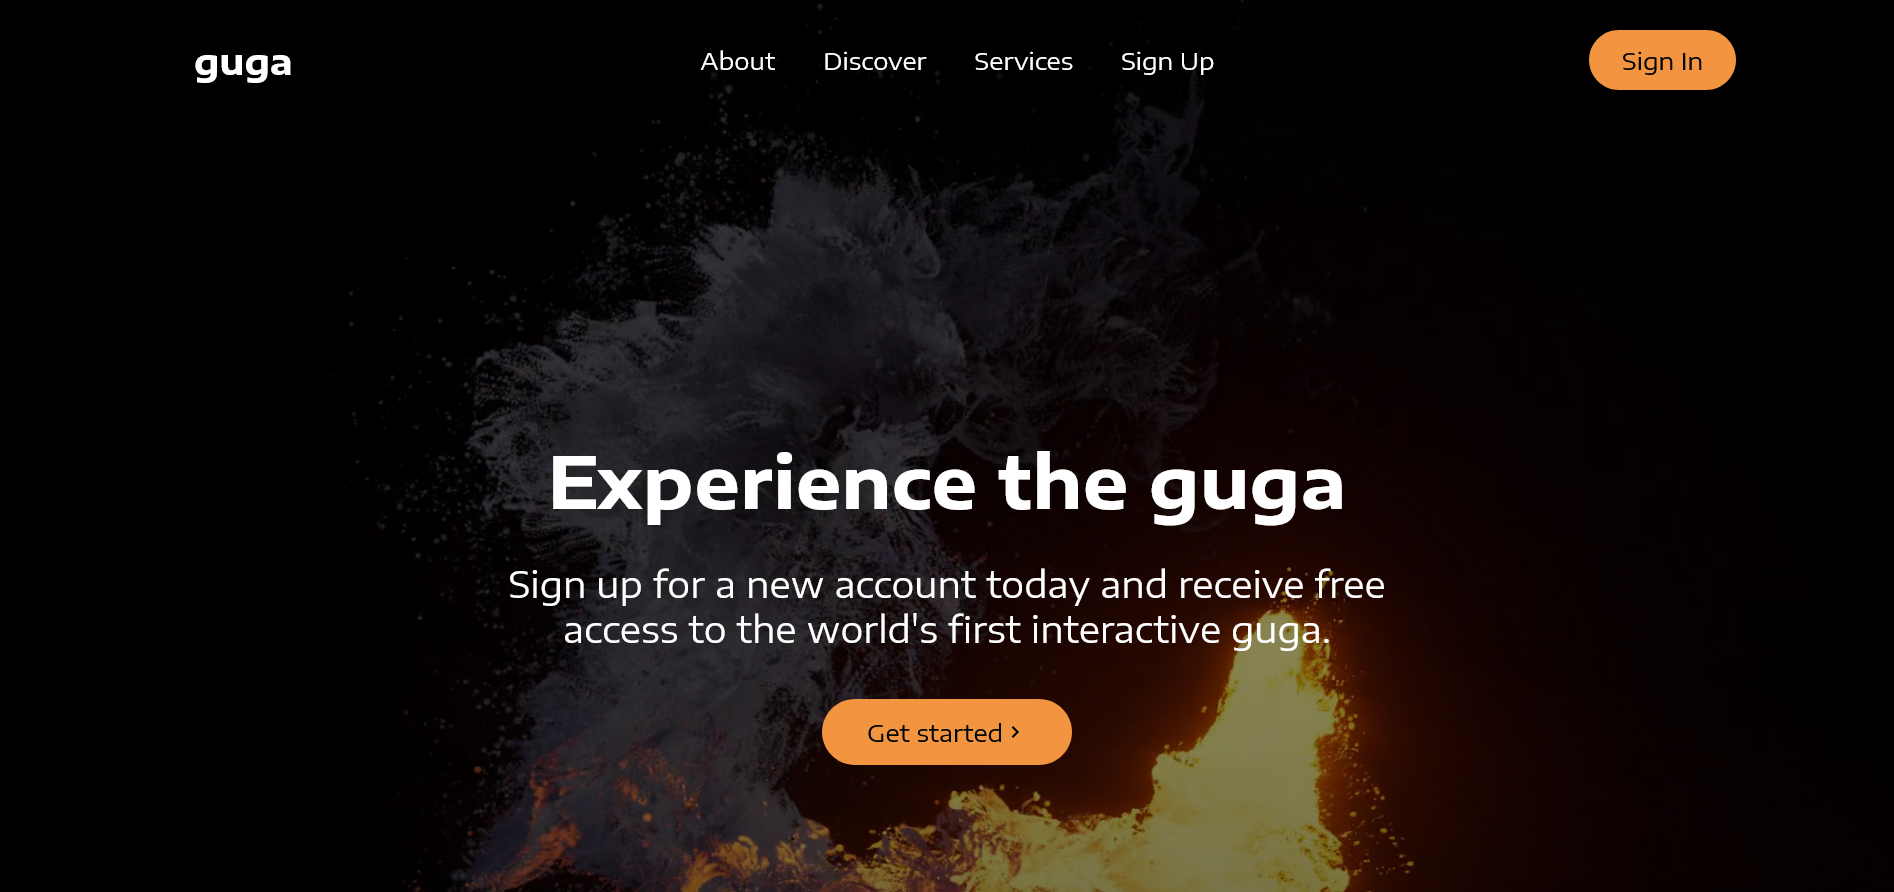 guga
About Discover Services Sign Up
Sign In
Experience the guga
Sign up for a new account today and receive free
access to the world's first interactive guga.
Get started